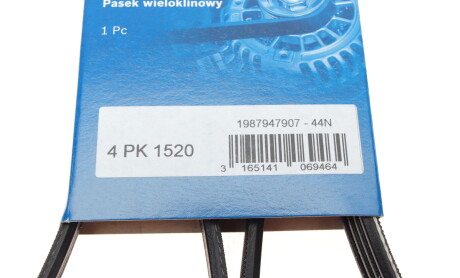 Pasek wieloklinowy
1 Pc
1987947907 - 44N
4 PK 1520
3 165141 069464